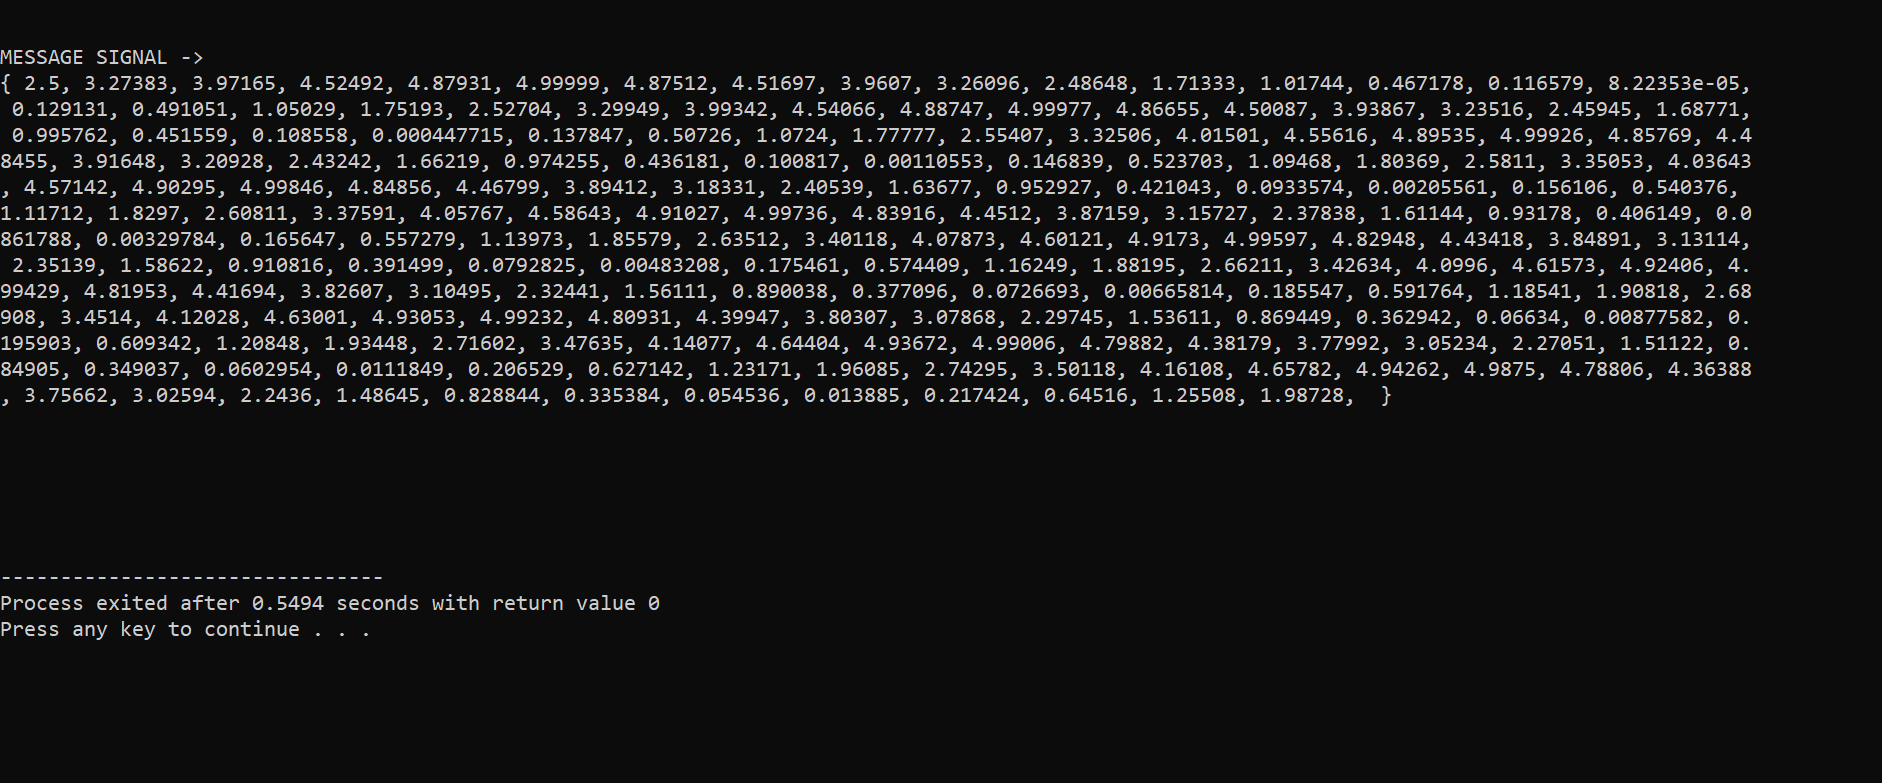 MESSAGE SIGNAL ->
{ 2.5, 3.27383, 3.97165, 4.52492, 4.87931, 4.99999, 4.87512, 4.51697, 3.9607, 3.26096, 2.48648, 1.71333, 1.01744, 0.467178, 0.116579, 8.22353e-05,
0.129131, 0.491051, 1.05029, 1.75193, 2.52704, 3.29949, 3.99342, 4.54066, 4.88747, 4.99977, 4.86655, 4.50087, 3.93867, 3.23516, 2.45945, 1.68771,
0.995762, 0.451559, 0.108558, 0.000447715, 0.137847, 0.50726, 1.0724, 1.77777, 2.55407, 3.32506, 4.01501, 4.55616, 4.89535, 4.99926, 4.85769, 4.4
8455, 3.91648, 3.20928, 2.43242, 1.66219, 0.974255, 0.436181, 0.100817, 0.00110553, 0.146839, 0.523703, 1.09468, 1.80369, 2.5811, 3.35053, 4.03643
, 4.57142, 4.90295, 4.99846, 4.84856, 4.46799, 3.89412, 3.18331, 2.40539, 1.63677, 0.952927, 0.421043, 0.0933574, 0.00205561, 0.156106, 0.540376,
1.11712, 1.8297, 2.60811, 3.37591, 4.05767, 4.58643, 4.91027, 4.99736, 4.83916, 4.4512, 3.87159, 3.15727, 2.37838, 1.61144, 0.93178, 0.406149, 0.0
861788, 0.00329784, 0.165647, 0.557279, 1.13973, 1.85579, 2.63512, 3.40118, 4.07873, 4.60121, 4.9173, 4.99597, 4.82948, 4.43418, 3.84891, 3.13114,
2.35139, 1.58622, 0.910816, 0.391499, 0.0792825, 0.00483208, 0.175461, 0.574409, 1.16249, 1.88195, 2.66211, 3.42634, 4.0996, 4.61573, 4.92406, 4.
99429, 4.81953, 4.41694, 3.82607, 3.10495, 2.32441, 1.56111, 0.890038, 0.377096, 0.0726693, 0.00665814, 0.185547, 0.591764, 1.18541, 1.90818, 2.68
908, 3.4514, 4.12028, 4.63001, 4.93053, 4.99232, 4.80931, 4.39947, 3.80307, 3.07868, 2.29745, 1.53611, 0.869449, 0.362942, 0.06634, 0.00877582, 0.
195903, 0.609342, 1.20848, 1.93448, 2.71602, 3.47635, 4.14077, 4.64404, 4.93672, 4.99006, 4.79882, 4.38179, 3.77992, 3.05234, 2.27051, 1.51122, 0.
84905, 0.349037, 0.0602954, 0.0111849, 0.206529, 0.627142, 1.23171, 1.96085, 2.74295, 3.50118, 4.16108, 4.65782, 4.94262, 4.9875, 4.78806, 4.36388
, 3.75662, 3.02594, 2.2436, 1.48645, 0.828844, 0.335384, 0.054536, 0.013885, 0.217424, 0.64516, 1.25508, 1.98728,  }
--------------------------------
Process exited after 0.5494 seconds with return value 0
Press any key to continue . . .